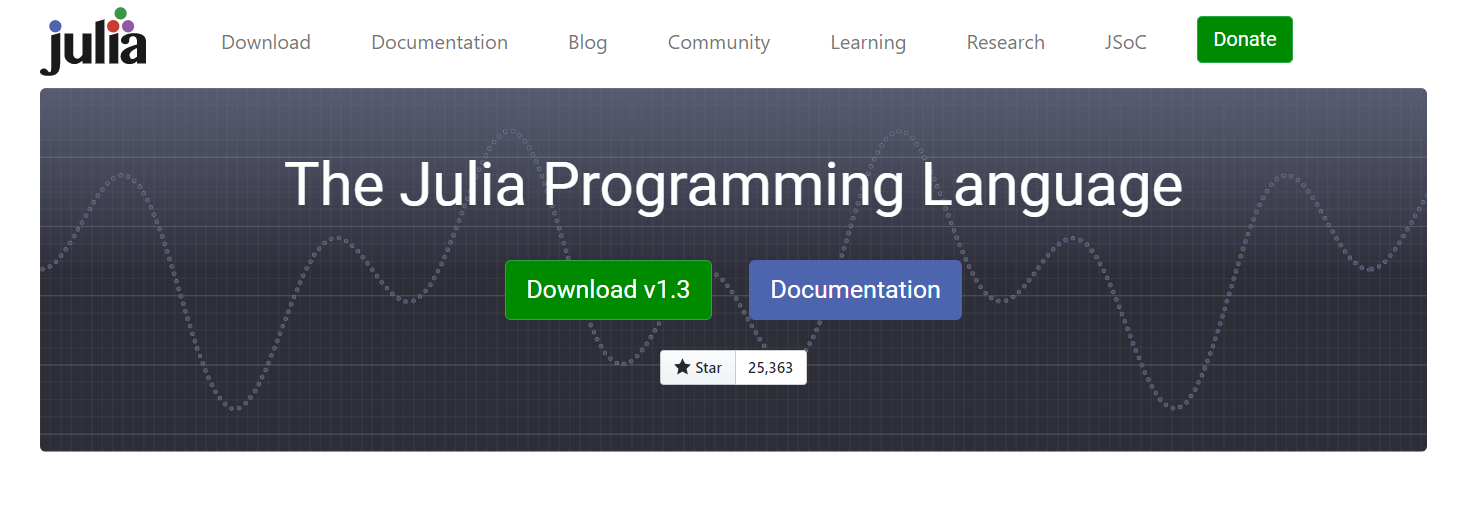 julia Download Documentation Blog Community Learning Research JSoC Donate
The Julia Programming Language
Download v1.3 Documentation
Star 25,363